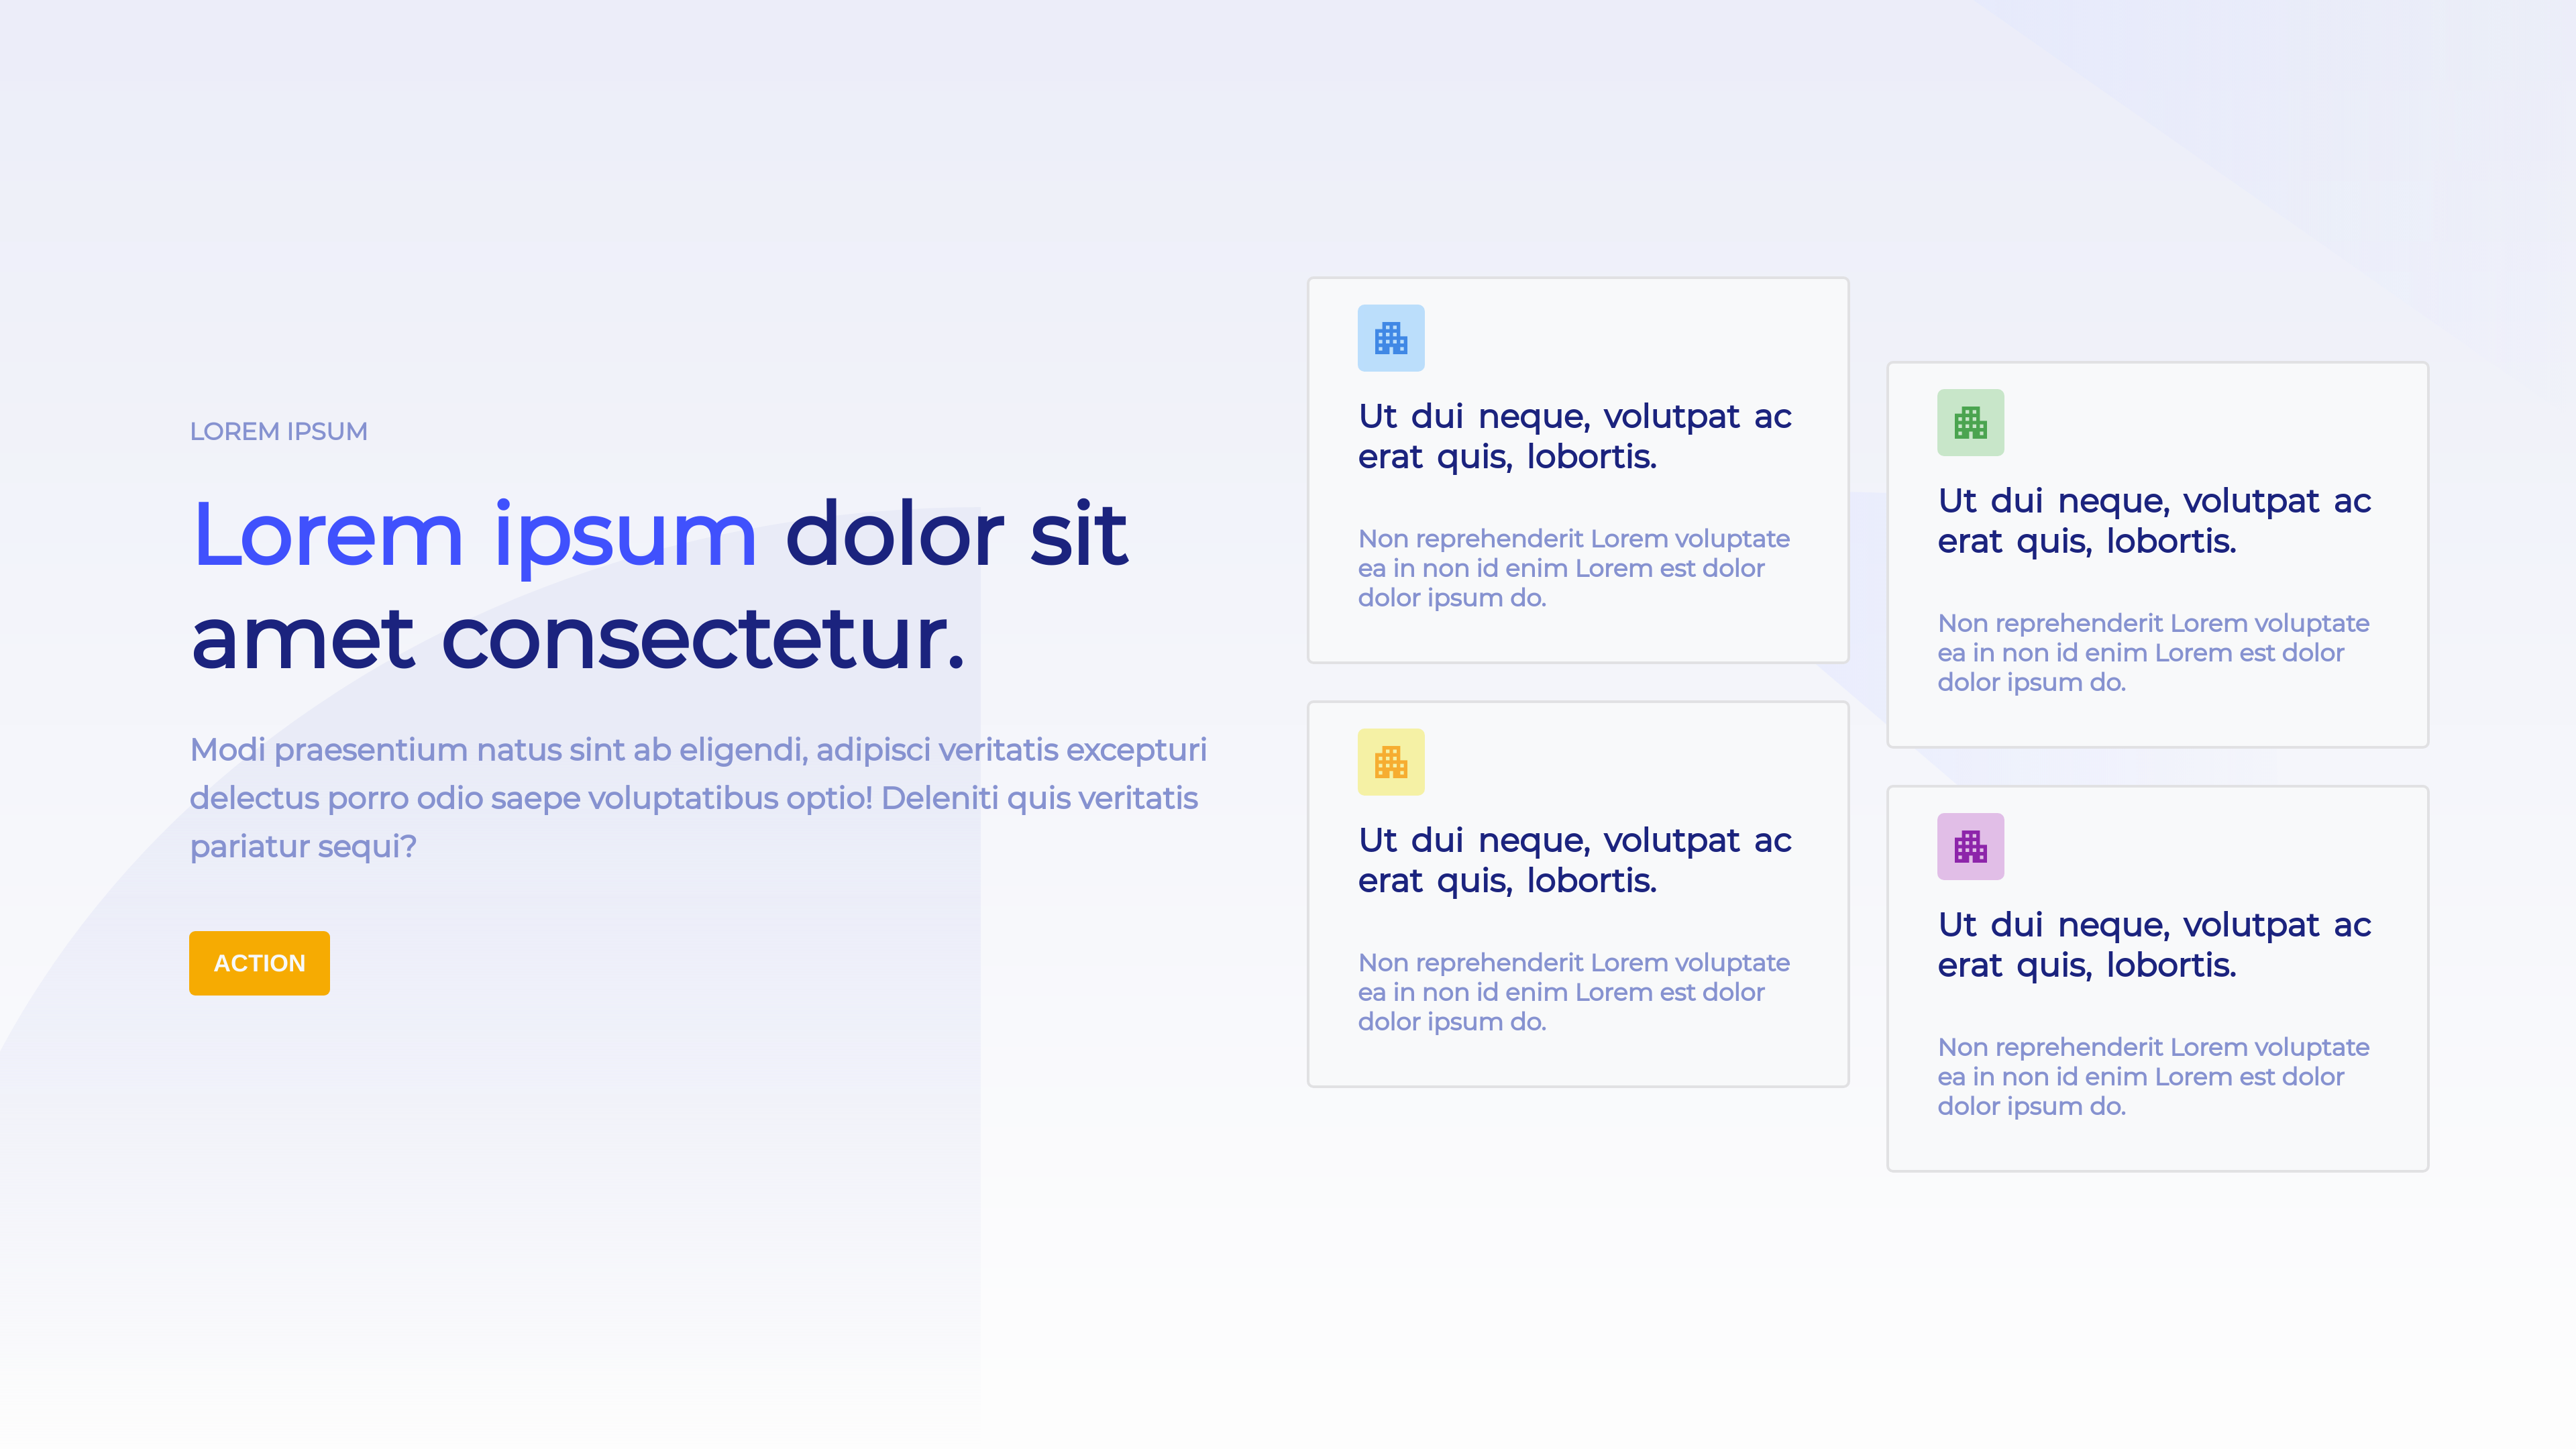 LOREM IPSUM
Lorem ipsum dolor sit
amet consectetur.
Modi praesentium natus sint ab eligendi, adipisci veritatis excepturi
delectus porro odio saepe voluptatibus optio! Deleniti quis veritatis
pariatur sequi?
ACTION
Ut dui neque, volutpat ac
erat quis, lobortis.
Non reprehenderit Lorem voluptate
ea in non id enim Lorem est dolor
dolor ipsum do.
Ut dui neque, volutpat ac
erat quis, lobortis.
Non reprehenderit Lorem voluptate
ea in non id enim Lorem est dolor
dolor ipsum do.
Ut dui neque, volutpat ac
erat quis, lobortis.
Non reprehenderit Lorem voluptate
ea in non id enim Lorem est dolor
dolor ipsum do.
Ut dui neque, volutpat ac
erat quis, lobortis.
Non reprehenderit Lorem voluptate
ea in non id enim Lorem est dolor
dolor ipsum do.